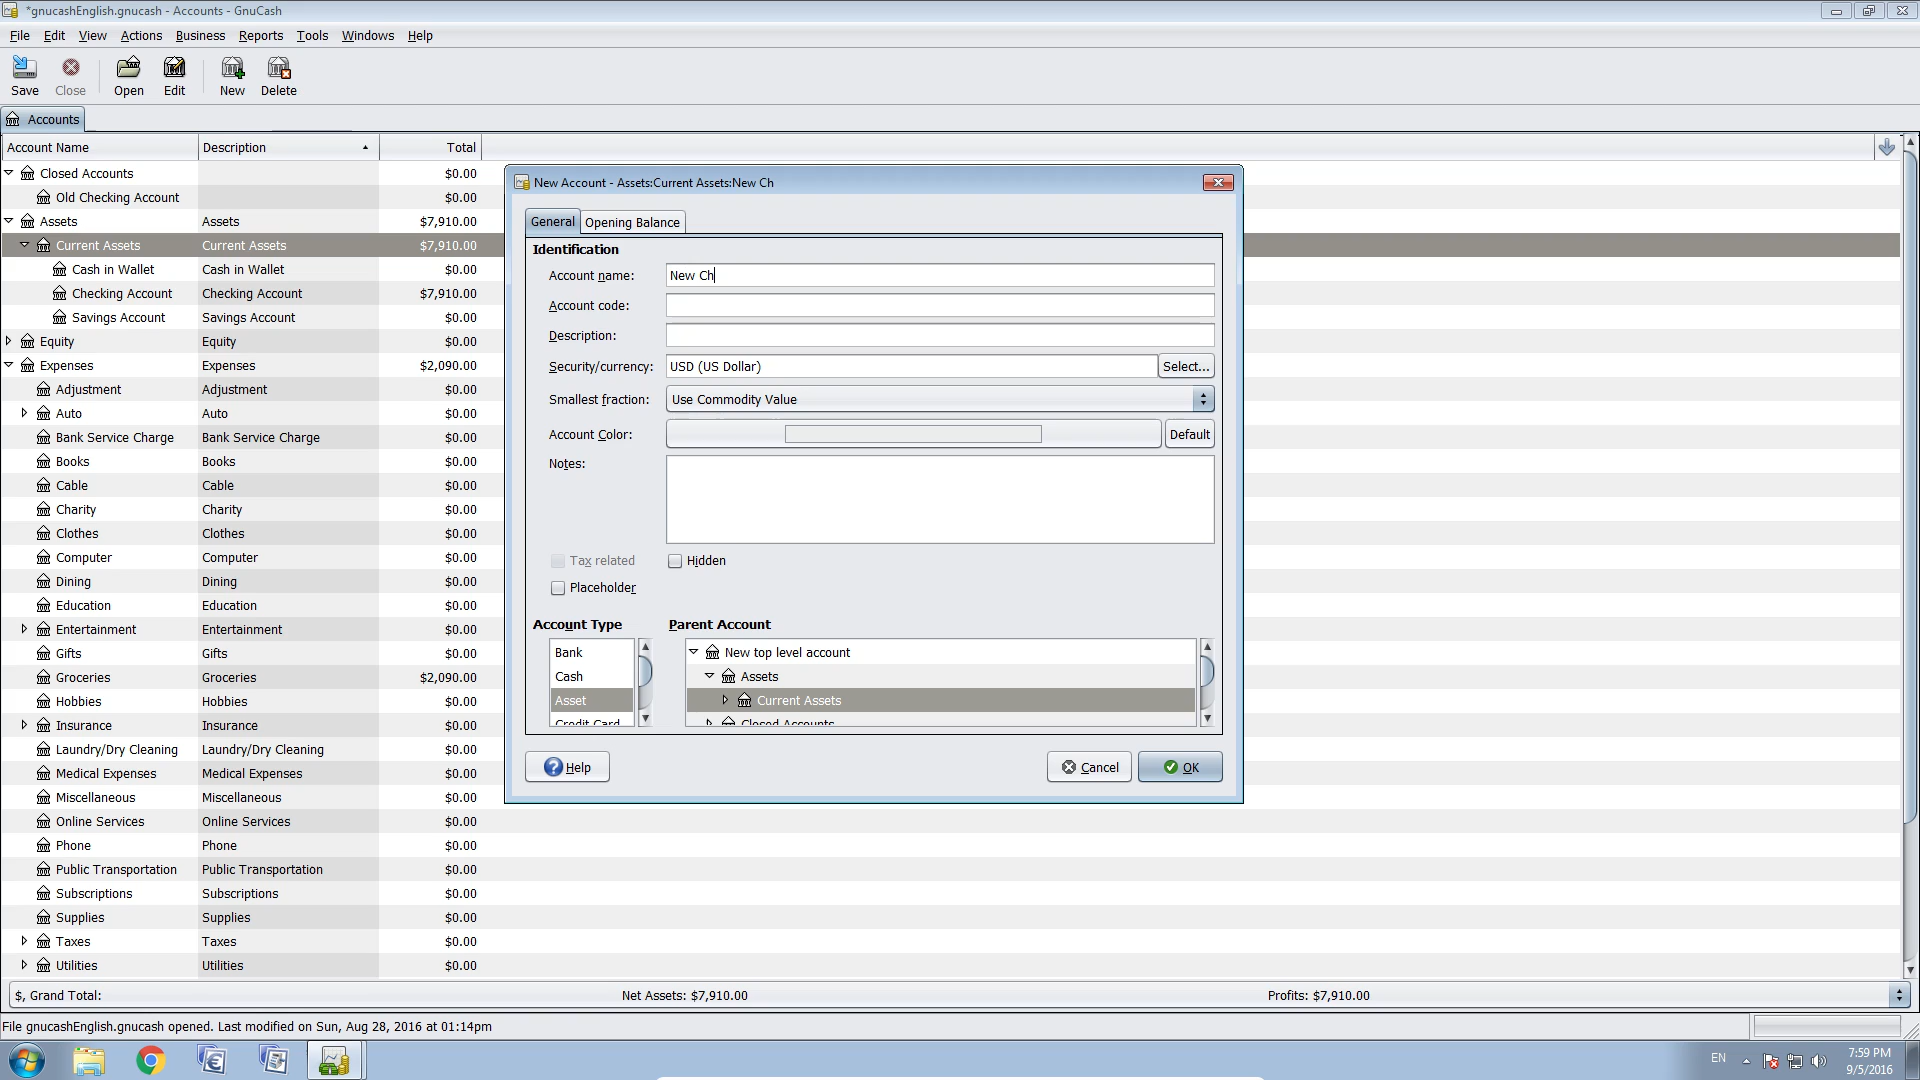 *gnucashEnglish.gnucash - Accounts - GnuCash
File Edit View Actions Business Reports Tools Windows Help
Save Close Open Edit New Delete
Accounts
Account Name Description Total
Closed Accounts $0.00
Old Checking Account $0.00
Assets Assets $7,910.00
Current Assets Current Assets $7,910.00
Cash in Wallet Cash in Wallet $0.00
Checking Account Checking Account $7,910.00
Savings Account Savings Account $0.00
Equity Equity $0.00
Expenses Expenses $2,090.00
Adjustment Adjustment $0.00
Auto Auto $0.00
Bank Service Charge Bank Service Charge $0.00
Books Books $0.00
Cable Cable $0.00
Charity Charity $0.00
Clothes Clothes $0.00
Computer Computer $0.00
Dining Dining $0.00
Education Education $0.00
Entertainment Entertainment $0.00
Gifts Gifts $0.00
Groceries Groceries $2,090.00
Hobbies Hobbies $0.00
Insurance Insurance $0.00
Laundry/Dry Cleaning Laundry/Dry Cleaning $0.00
Medical Expenses Medical Expenses $0.00
Miscellaneous Miscellaneous $0.00
Online Services Online Services $0.00
Phone Phone $0.00
Public Transportation Public Transportation $0.00
Subscriptions Subscriptions $0.00
Supplies Supplies $0.00
Taxes Taxes $0.00
Utilities Utilities $0.00
New Account - Assets:Current Assets:New Ch
General Opening Balance
Identification
Account name: New Ch
Account code:
Description:
Security/currency: USD (US Dollar) Select...
Smallest fraction: Use Commodity Value
Account Color: Default
Notes:
Tax related Hidden
Placeholder
Account Type Parent Account
Bank New top level account
Cash Assets
Asset Current Assets
Credit Card Closed Accounts
Help Cancel OK
$, Grand Total: Net Assets: $7,910.00 Profits: $7,910.00
File gnucashEnglish.gnucash opened. Last modified on Sun, Aug 28, 2016 at 01:14pm
EN 7:59 PM
9/5/2016